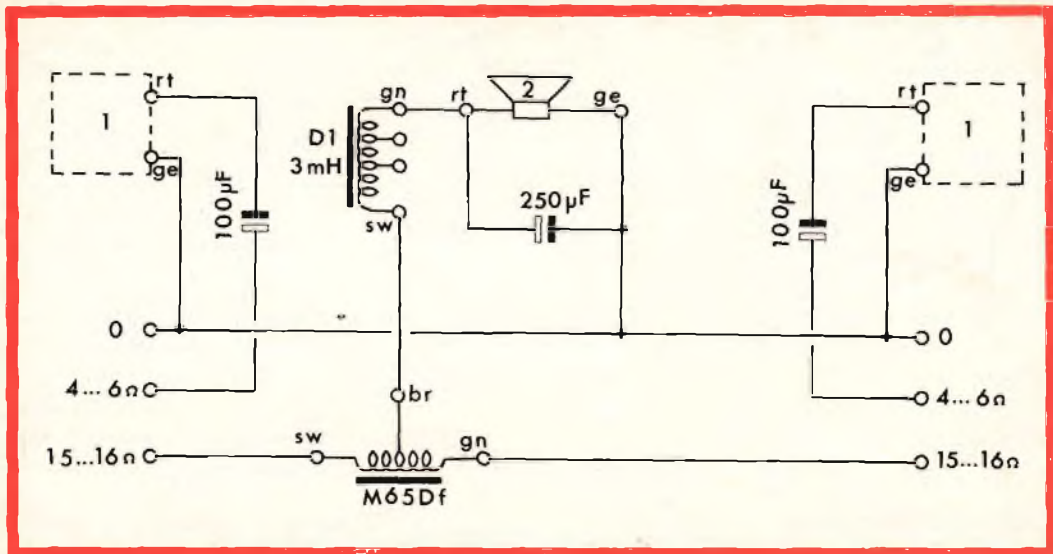 rt
1
ge
100µF
gn
D1
3mH
sw
rt
2
ge
250µF
rt
1
ge
100µF
0
0
4... 6Ω
4... 6Ω
br
15...16Ω
sw
gn
15...16Ω
M65Df